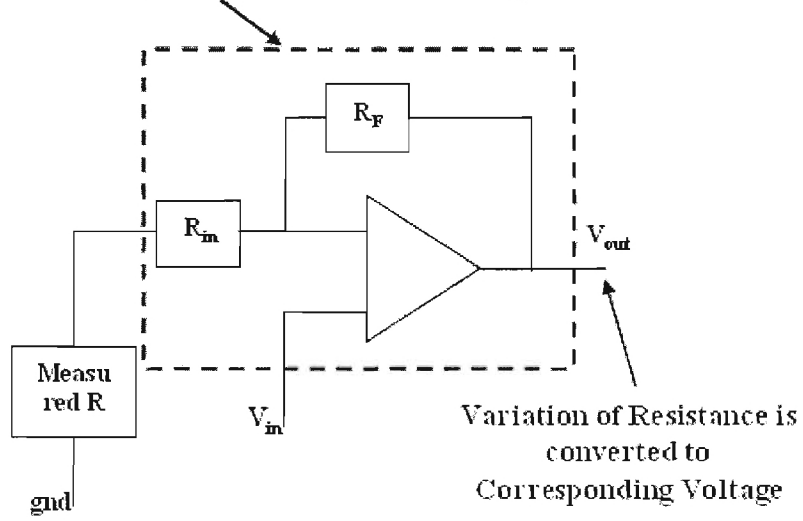 R_F
R_in
V_out
Measu
red R
V_in
gnd
Variation of Resistance is
converted to
Corresponding Voltage